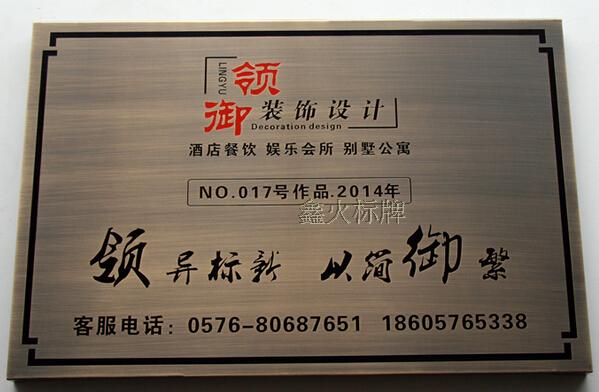 LINGYU
领御 装饰设计
Decoration design
酒店餐饮 娱乐会所 别墅公寓
NO.017号作品.2014年
鑫火标牌
领异标新 以简御繁
客服电话：0576-80687651 18605765338